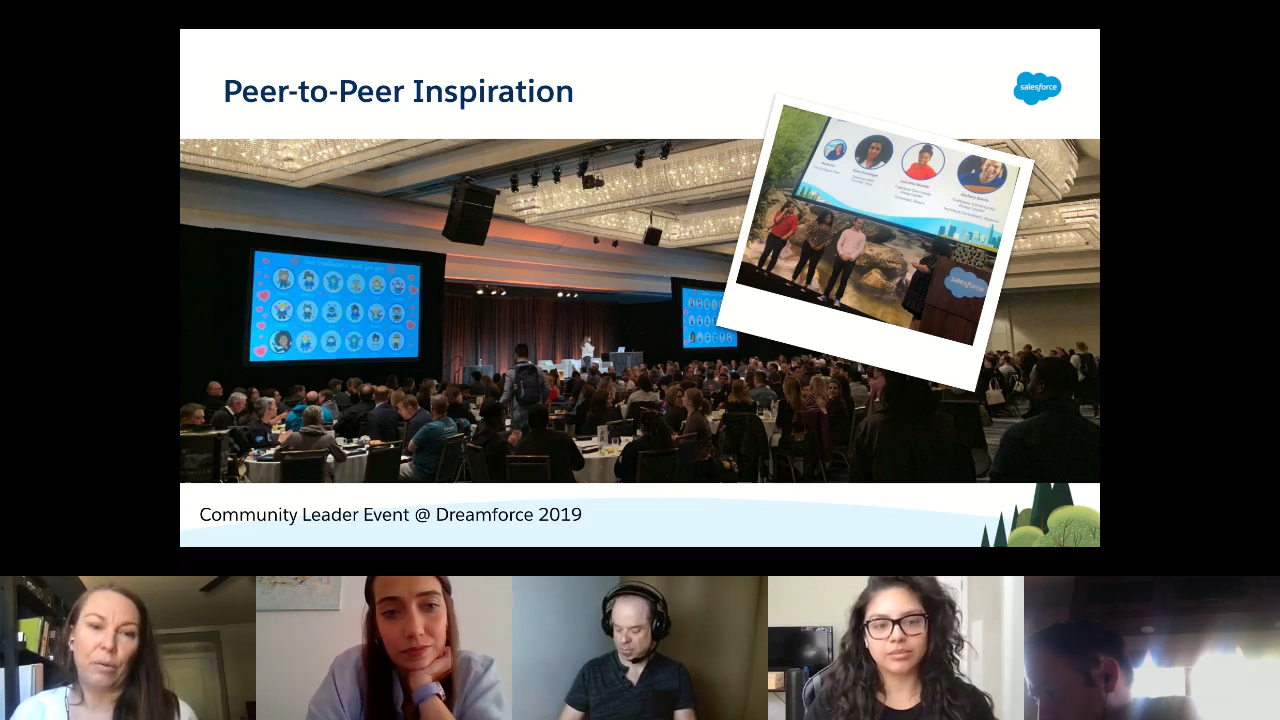 Peer-to-Peer Inspiration
salesforce
salesforce
Community Leader Event @ Dreamforce 2019